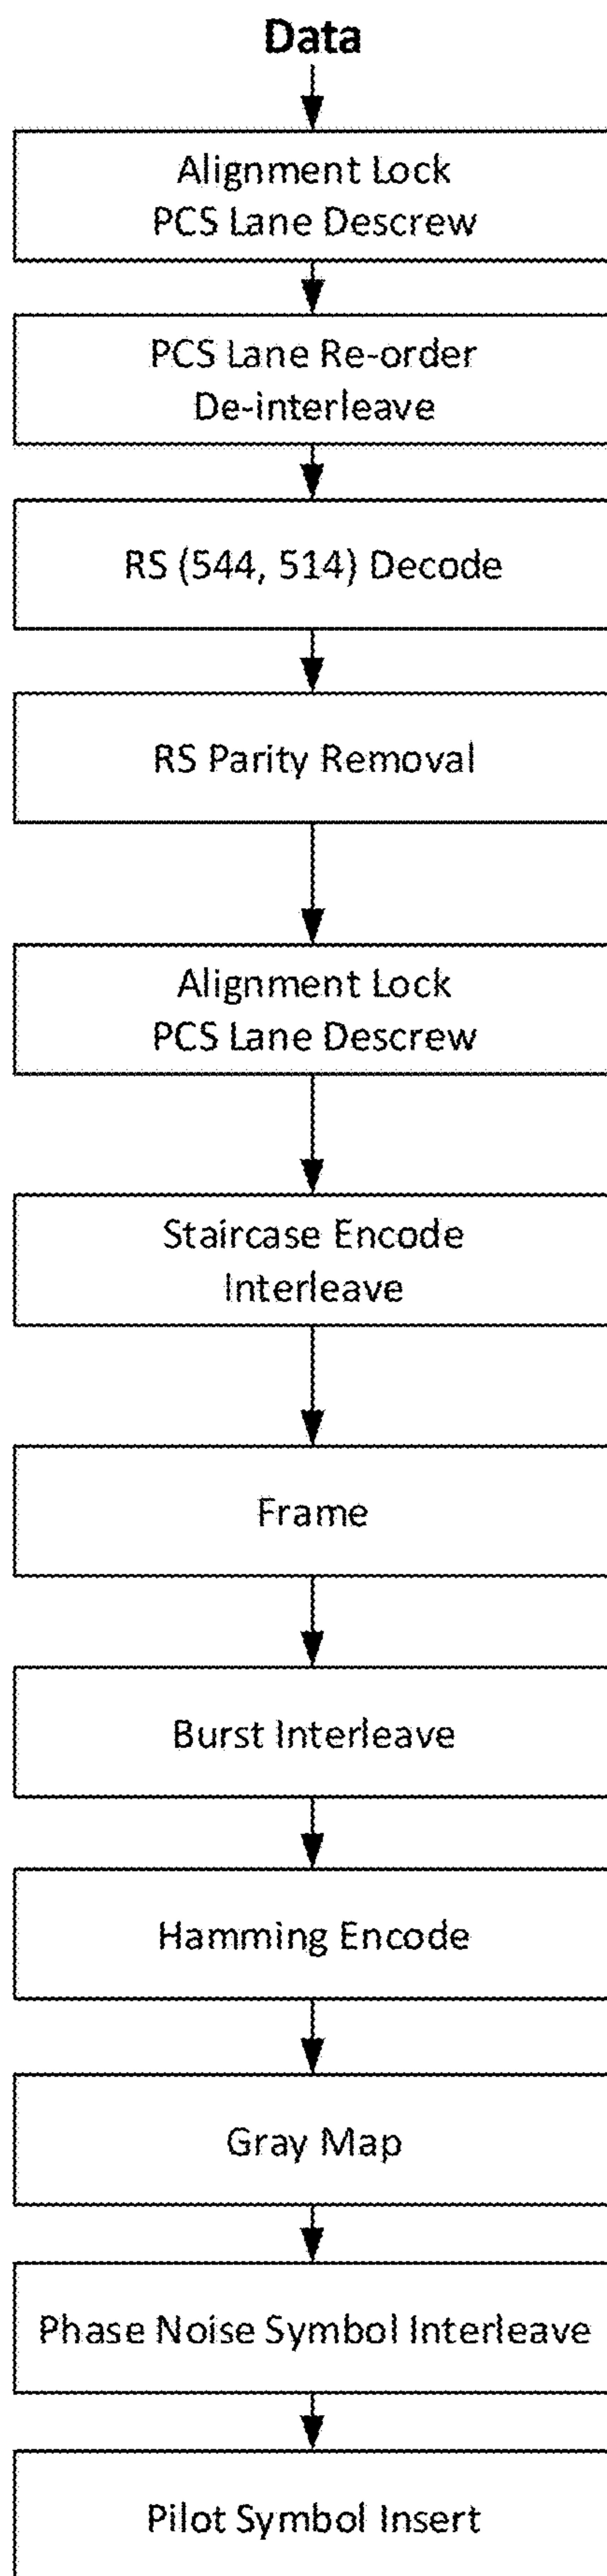 Data
Alignment Lock
PCS Lane Descrew
PCS Lane Re-order
De-interleave
RS (544, 514) Decode
RS Parity Removal
Alignment Lock
PCS Lane Descrew
Staircase Encode
Interleave
Frame
Burst Interleave
Hamming Encode
Gray Map
Phase Noise Symbol Interleave
Pilot Symbol Insert